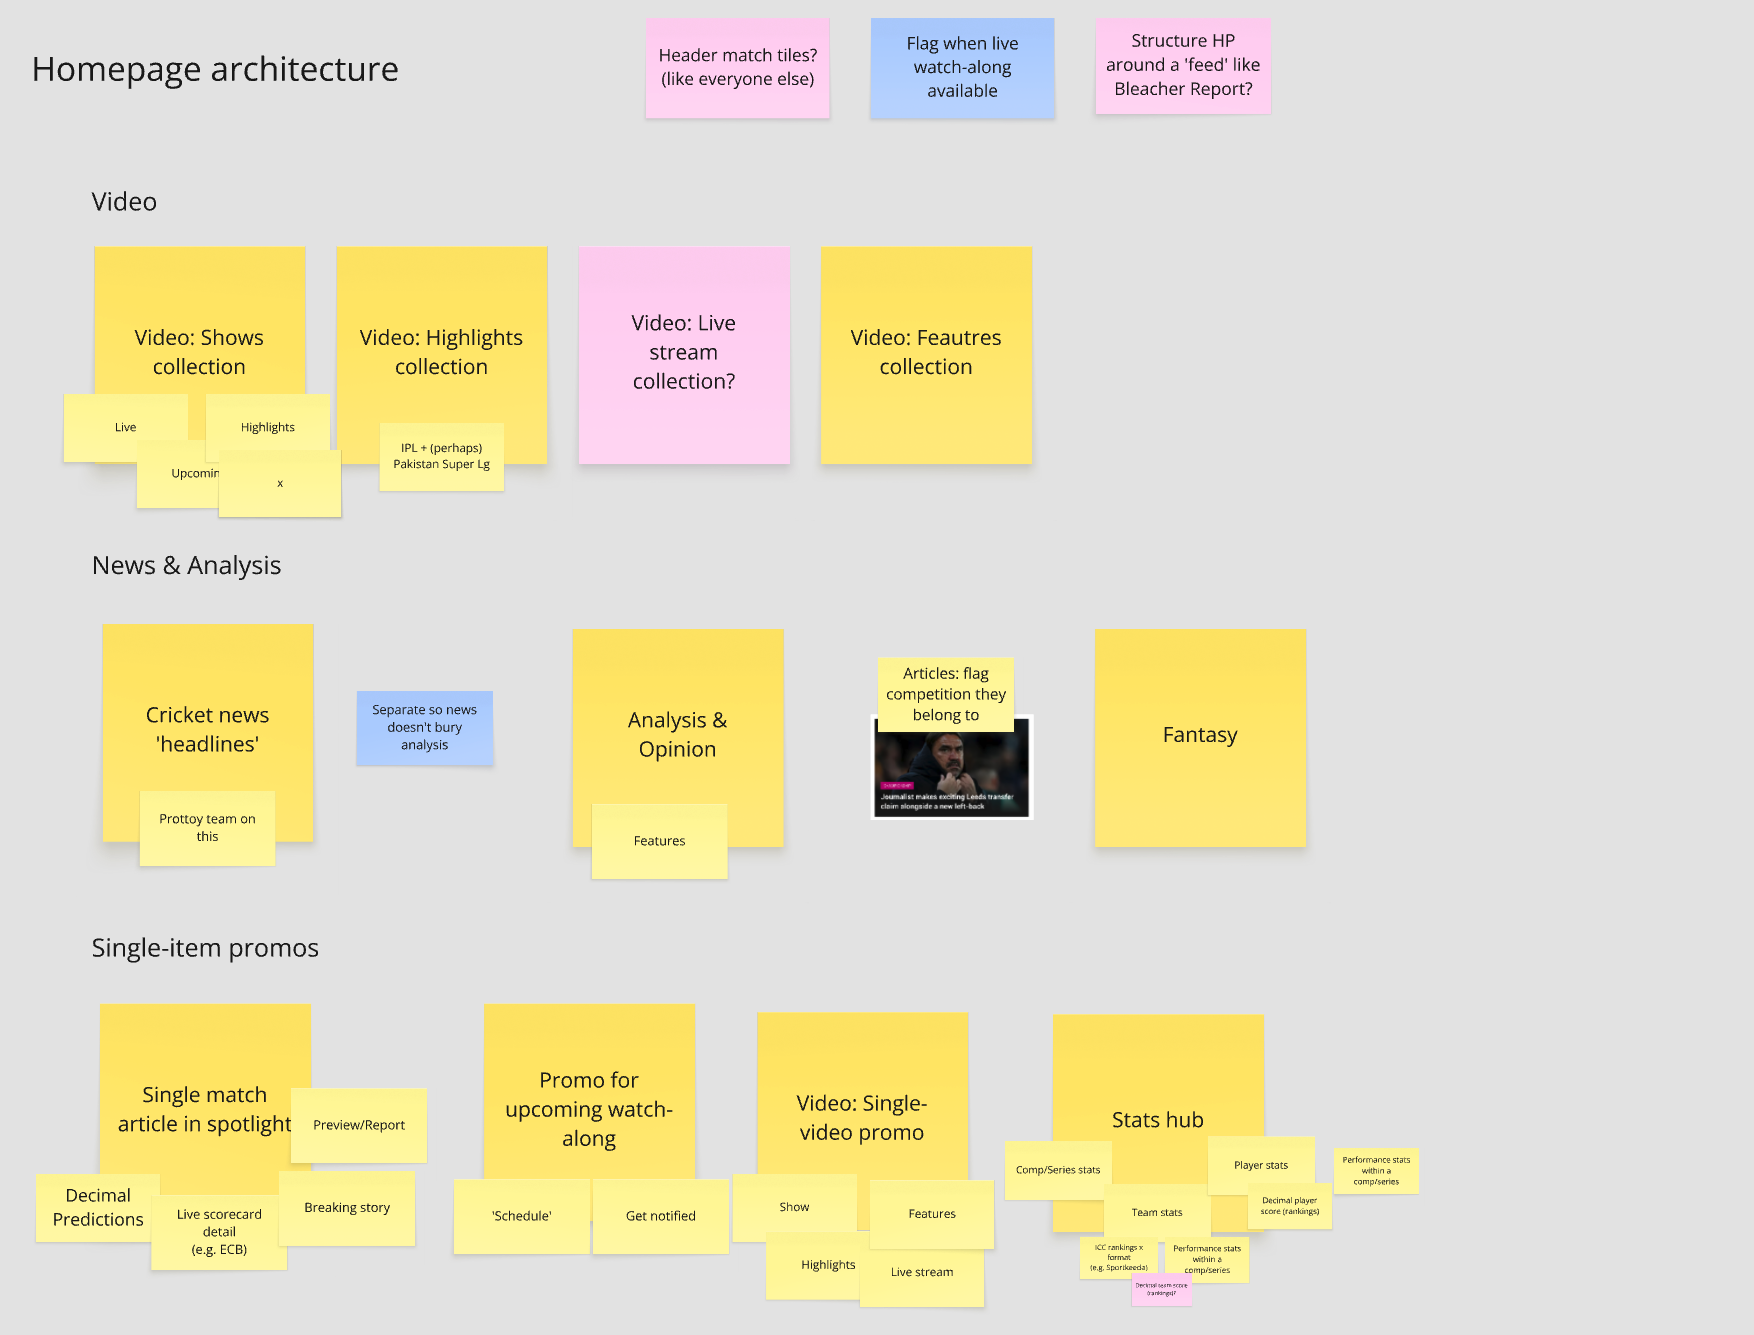 Homepage architecture
Header match tiles?
(like everyone else)
Flag when live
watch-along
available
Structure HP
around a 'feed' like
Bleacher Report?
Video
Video: Shows
collection
Live
Highlights
Upcomin
x
Video: Highlights
collection
IPL + (perhaps)
Pakistan Super Lg
Video: Live
stream
collection?
Video: Feautres
collection
News & Analysis
Cricket news
'headlines'
Prottoy team on
this
Separate so news
doesn't bury
analysis
Analysis &
Opinion
Features
Articles: flag
competition they
belong to
Journalist makes exciting Leeds transfer
claim alongside a new left-back
Fantasy
Single-item promos
Single match
article in spotlight
Preview/Report
Decimal
Predictions
Live scorecard
detail
(e.g. ECB)
Breaking story
Promo for
upcoming watch-
along
'Schedule'
Get notified
Video: Single-
video promo
Show
Features
Highlights
Live stream
Stats hub
Comp/Series stats
Player stats
Performance stats
within a
comp/series
Team stats
Decimal player
score (rankings)
ICC rankings x
format
(e.g. Sportkeeda)
Performance stats
within a
comp/series
Decimal team score
(rankings)?